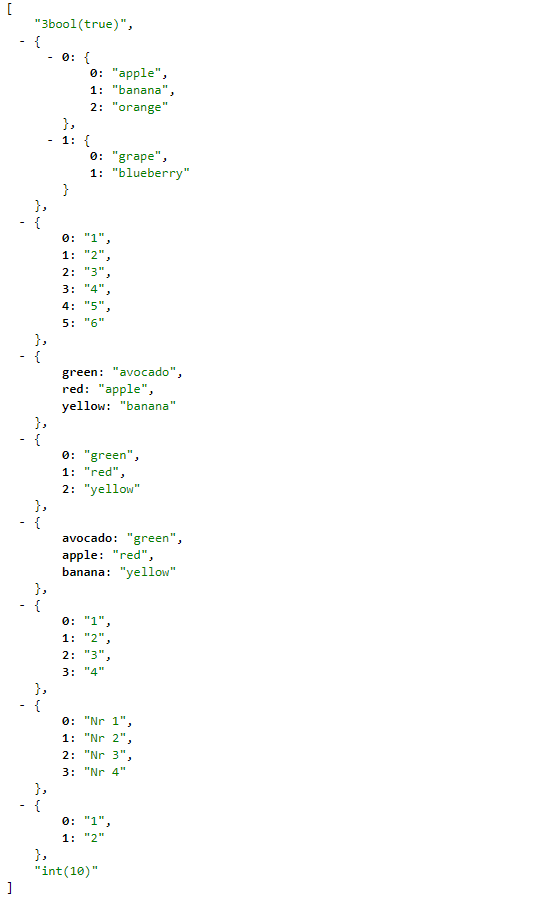 [
"3bool(true)",
- {
- 0: {
0: "apple",
1: "banana",
2: "orange"
},
- 1: {
0: "grape",
1: "blueberry"
}
},
- {
0: "1",
1: "2",
2: "3",
3: "4",
4: "5",
5: "6"
},
- {
green: "avocado",
red: "apple",
yellow: "banana"
},
- {
0: "green",
1: "red",
2: "yellow"
},
- {
avocado: "green",
apple: "red",
banana: "yellow"
},
- {
0: "1",
1: "2",
2: "3",
3: "4"
},
- {
0: "Nr 1",
1: "Nr 2",
2: "Nr 3",
3: "Nr 4"
},
- {
0: "1",
1: "2"
},
"int(10)"
]